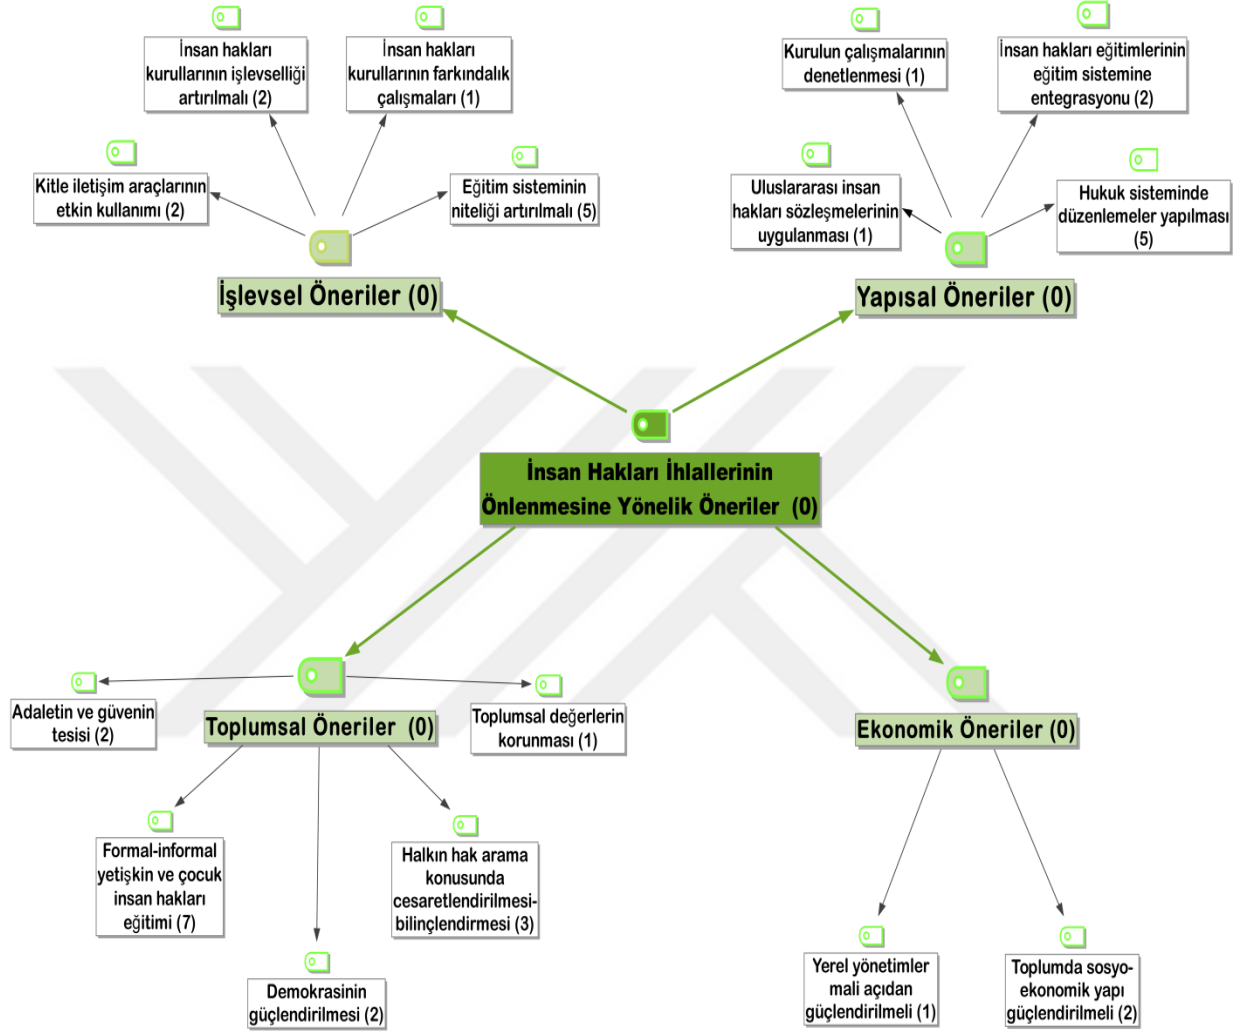 İnsan hakları
kurullarının işlevselliği
artırılmalı (2)
İnsan hakları
kurullarının farkındalık
çalışmaları (1)
Kitle iletişim araçlarının
etkin kullanımı (2)
Eğitim sisteminin
niteliği artırılmalı (5)
İşlevsel Öneriler (0)
Kurulun çalışmalarının
denetlenmesi (1)
İnsan hakları eğitimlerinin
eğitim sistemine
entegrasyonu (2)
Uluslararası insan
hakları sözleşmelerinin
uygulanması (1)
Hukuk sisteminde
düzenlemeler yapılması
(5)
Yapısal Öneriler (0)
İnsan Hakları İhlallerinin
Önlenmesine Yönelik Öneriler (0)
Adaletin ve güvenin
tesisi (2)
Toplumsal Öneriler (0)
Toplumsal değerlerin
korunması (1)
Formal-informal
yetişkin ve çocuk
insan hakları
eğitimi (7)
Halkın hak arama
konusunda
cesaretlendirilmesi-
bilinçlendirmesi (3)
Demokrasinin
güçlendirilmesi (2)
Ekonomik Öneriler (0)
Yerel yönetimler
mali açıdan
güçlendirilmeli (1)
Toplumda sosyo-
ekonomik yapı
güçlendirilmeli (2)